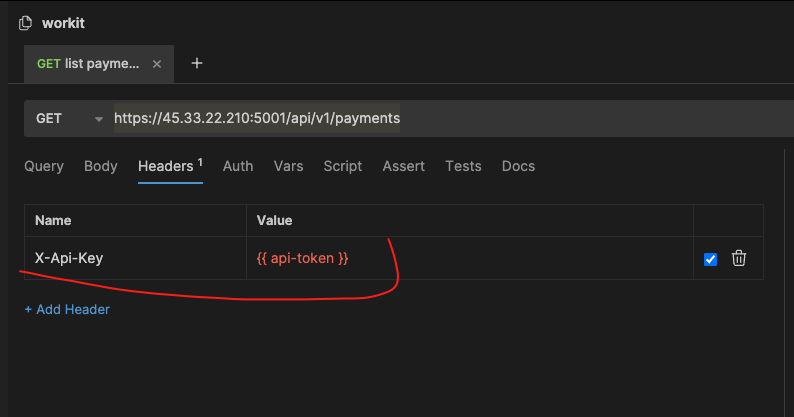 workit
GET list payme... × +
GET https://45.33.22.210:5001/api/v1/payments
Query Body Headers 1 Auth Vars Script Assert Tests Docs
Name Value
X-Api-Key {{ api-token }}
+ Add Header